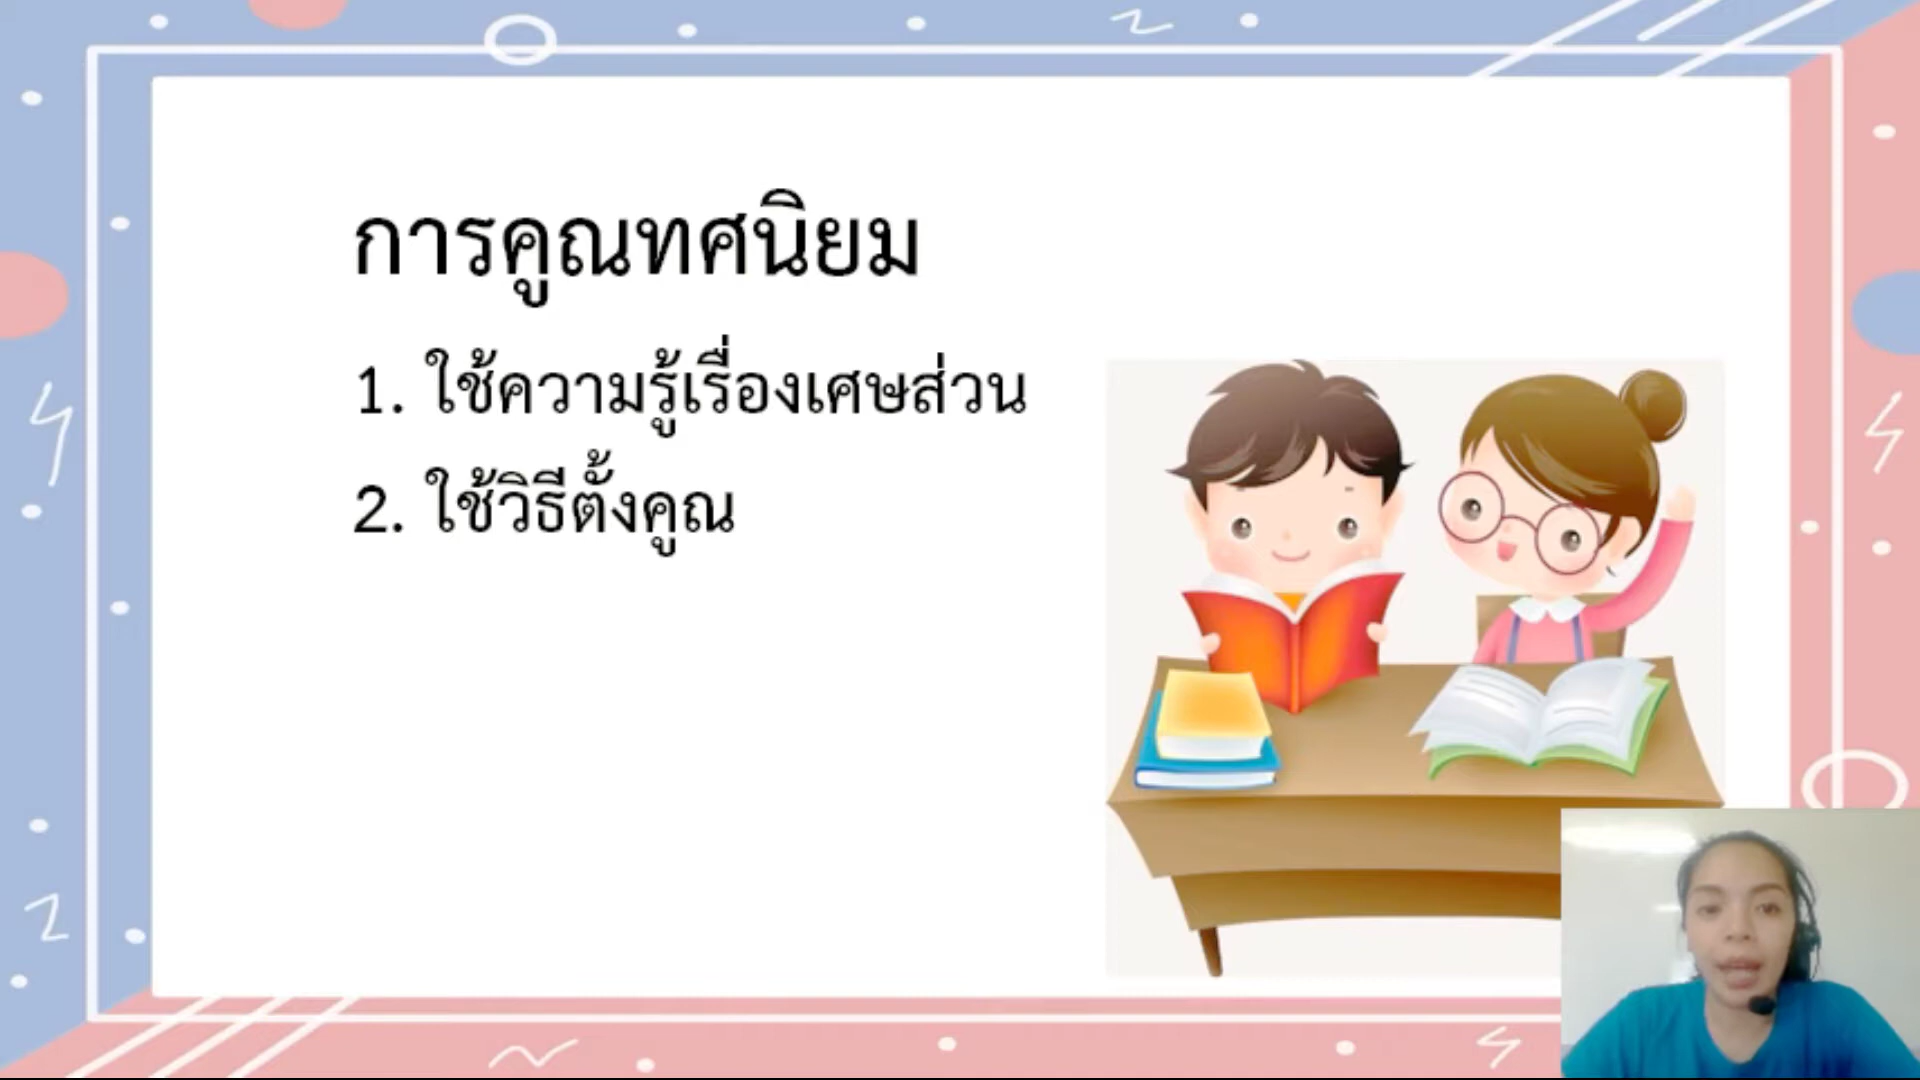 การคูณทศนิยม
1. ใช้ความรู้เรื่องเศษส่วน
2. ใช้วิธีตั้งคูณ